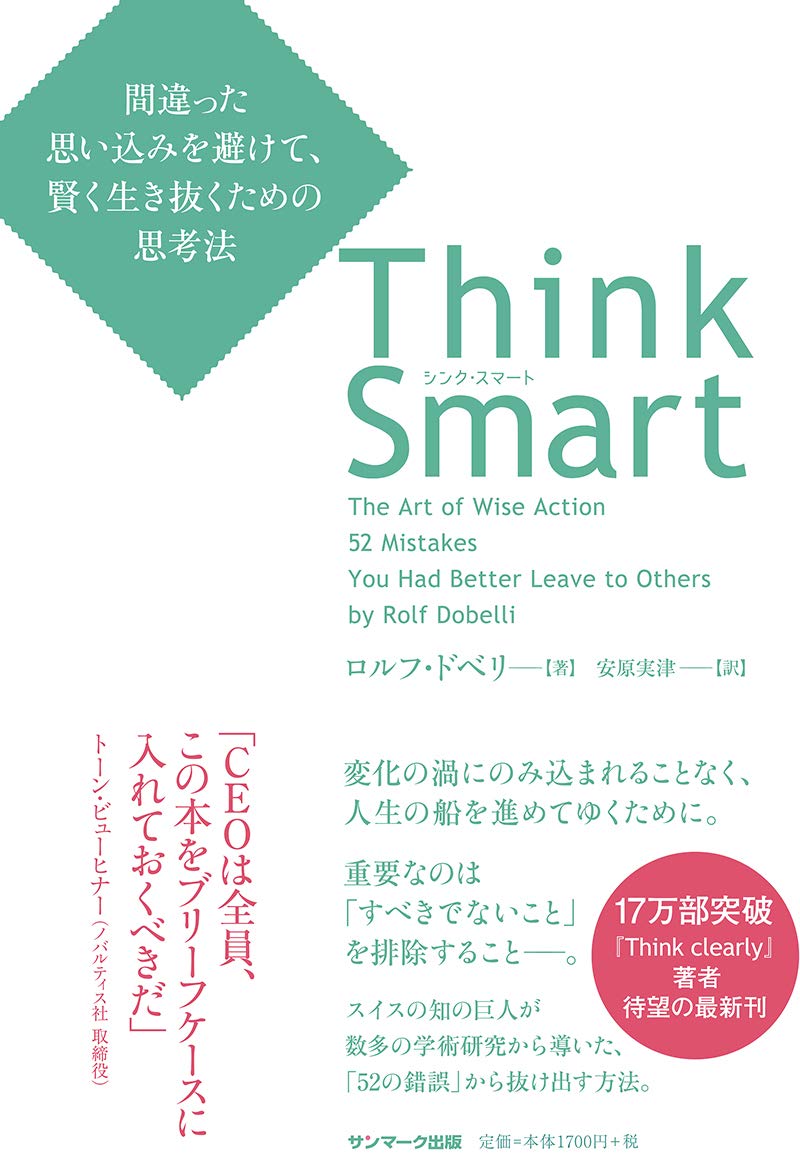 間違った
思い込みを避けて、
賢く生き抜くための
思考法
Think
シンク・スマート
Smart
The Art of Wise Action
52 Mistakes
You Had Better Leave to Others
by Rolf Dobelli
ロルフ・ドベリ──【著】 安原実津──【訳】
「CEOは全員、
この本をブリーフケースに
入れておくべきだ」
トーン・ビューヒナー（ノバルティス社 取締役）
変化の渦にのみ込まれることなく、
人生の船を進めてゆくために。
重要なのは
「すべきでないこと」
を排除すること──。
17万部突破
『Think clearly』
著者
待望の最新刊
スイスの知の巨人が
数多の学術研究から導いた、
「52の錯誤」から抜け出す方法。
サンマーク出版 定価=本体1700円+税